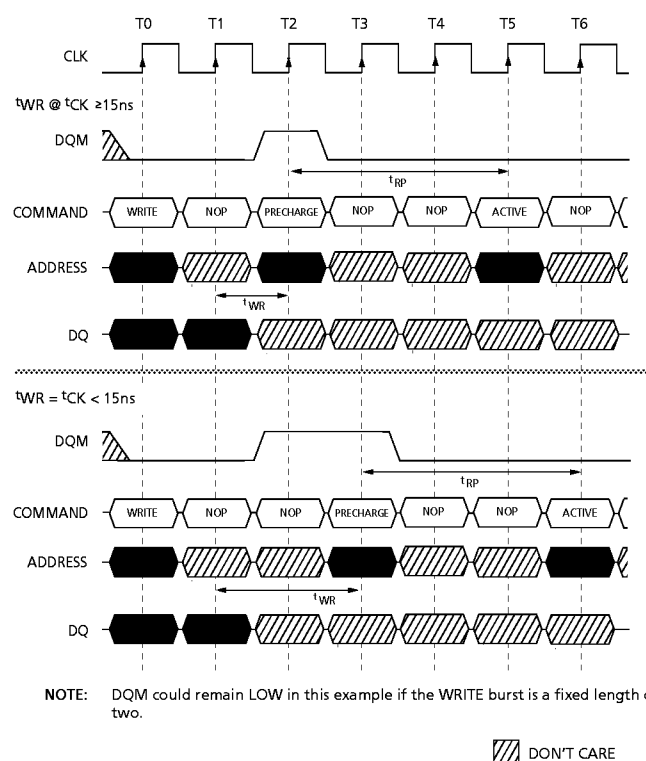 T0 T1 T2 T3 T4 T5 T6
CLK
tWR @ tCK ≥15ns
DQM
tRP
COMMAND WRITE NOP PRECHARGE NOP NOP ACTIVE NOP
ADDRESS
tWR
DQ
tWR = tCK < 15ns
DQM
tRP
COMMAND WRITE NOP NOP PRECHARGE NOP NOP ACTIVE
ADDRESS
tWR
DQ
NOTE: DQM could remain LOW in this example if the WRITE burst is a fixed length
two.
DON'T CARE